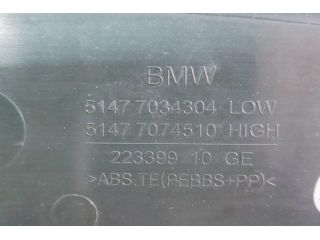 BMW
5147 7034304 LOW
5147 7074510 HIGH
223399 10 GE
>ABS.TE(PEBBS+PP)<